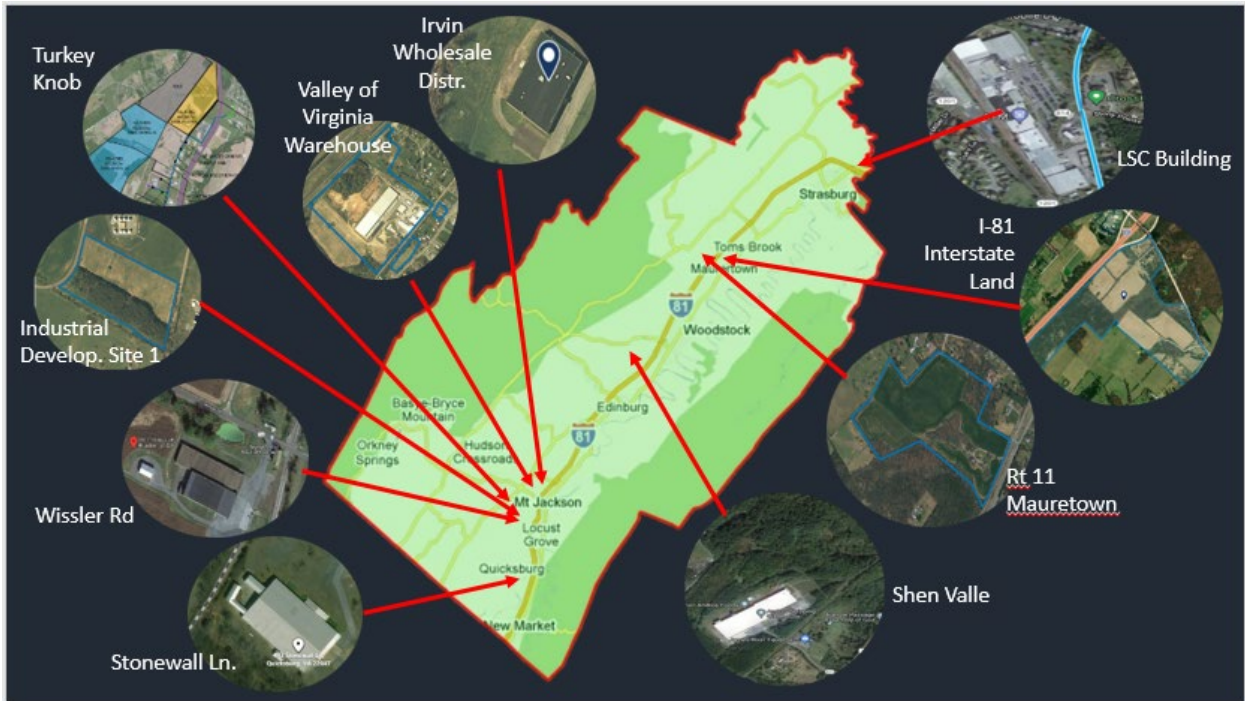 Turkey
Knob
Irvin
Wholesale
Distr.
Valley of
Virginia
Warehouse
LSC Building
I-81
Interstate
Land
Industrial
Develop. Site 1
Wissler Rd
Stonewall Ln.
Rt 11
Mauretown
Shen Valle
Strasburg
Toms Brook
Maurertown
81
Woodstock
Edinburg
81
Basye-Bryce
Mountain
Orkney
Springs
Hudson
Crossroads
Mt Jackson
Locust
Grove
Quicksburg
New Market